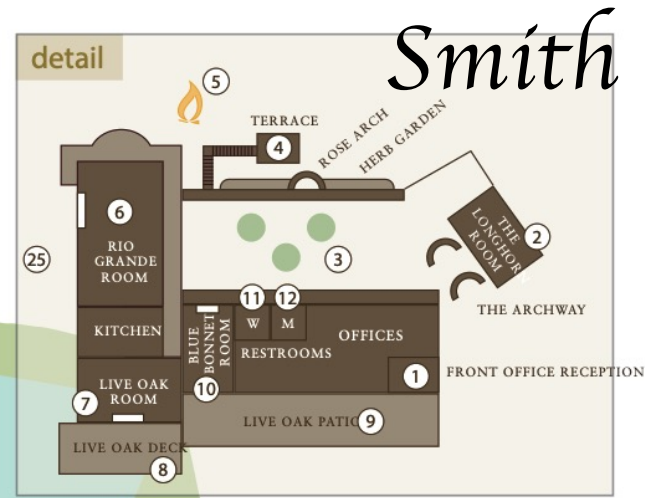 Smith
detail
5
TERRACE
4
ROSE ARCH
HERB GARDEN
6
RIO
GRANDE
ROOM
25
3
2
THE
LONGHOR
ROOM
THE ARCHWAY
11
12
W
M
KITCHEN
BLUE
BONNET
ROOM
10
RESTROOMS
OFFICES
1
FRONT OFFICE RECEPTION
LIVE OAK
ROOM
7
LIVE OAK PATIO
9
LIVE OAK DECK
8